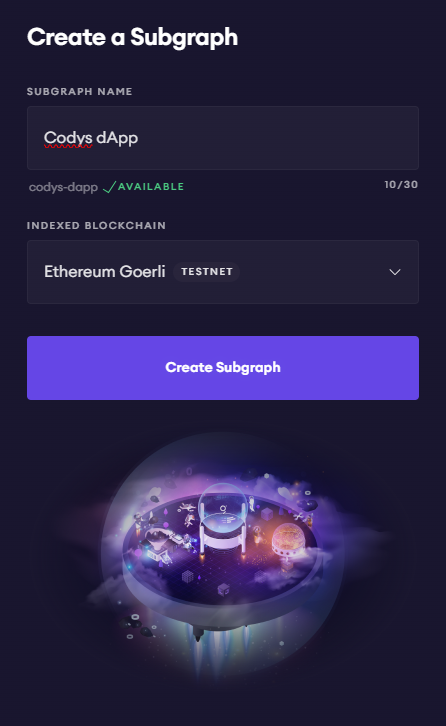 Create a Subgraph
SUBGRAPH NAME
Codys dApp
codys-dapp AVAILABLE 10/30
INDEXED BLOCKCHAIN
Ethereum Goerli TESTNET
Create Subgraph